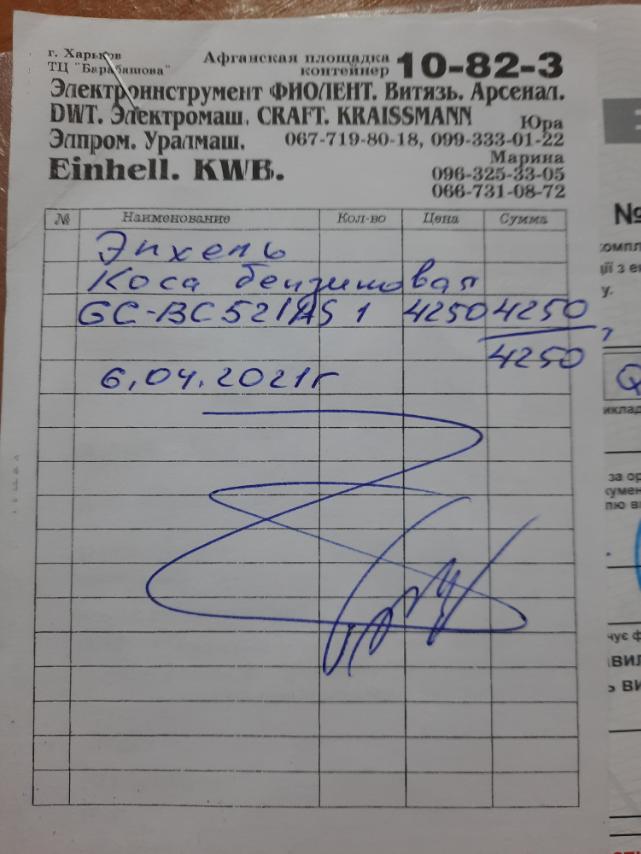 г. Харьков
ТЦ "Барабашова"
Афганская площадка
контейнер 10-82-3
Электроинструмент ФИОЛЕНТ. Витязь. Арсенал.
DWT. Электромаш. CRAFT. KRAISSMANN
Юра
Элпром. Уралмаш. 067-719-80-18, 099-333-01-22
Einhell. KWB.
Марина
096-325-33-05
066-731-08-72
№ Наименование Кол-во Цена Сумма
Энхель
Коса бензиновая
GC-BC52IAS 1 4250 4250
4250
6.04.2021г
№